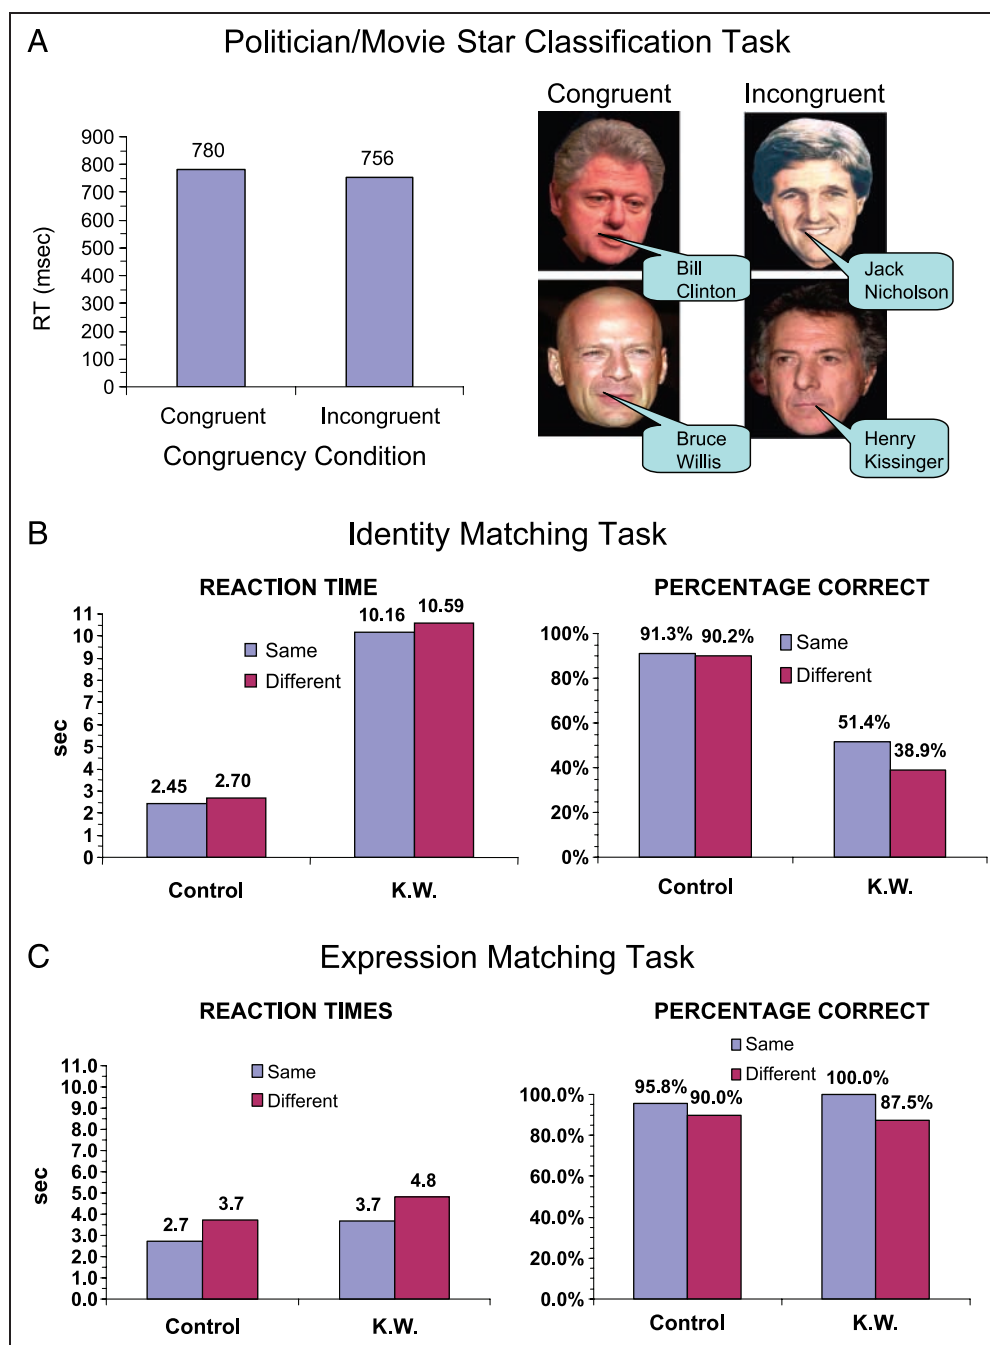 A
Politician/Movie Star Classification Task
Congruent
Incongruent
900
800
700
600
500
400
300
200
100
0
RT (msec)
780
756
Congruent
Incongruent
Congruency Condition
Bill
Clinton
Jack
Nicholson
Bruce
Willis
Henry
Kissinger
B
Identity Matching Task
REACTION TIME
11
10
9
8
7
6
5
4
3
2
1
0
sec
Same
Different
2.45
2.70
10.16
10.59
Control
K.W.
PERCENTAGE CORRECT
100%
80%
60%
40%
20%
0%
Same
Different
91.3%
90.2%
51.4%
38.9%
Control
K.W.
C
Expression Matching Task
REACTION TIMES
11.0
10.0
9.0
8.0
7.0
6.0
5.0
4.0
3.0
2.0
1.0
0.0
sec
Same
Different
2.7
3.7
3.7
4.8
Control
K.W.
PERCENTAGE CORRECT
Same
Different
100.0%
80.0%
60.0%
40.0%
20.0%
0.0%
95.8%
90.0%
100.0%
87.5%
Control
K.W.